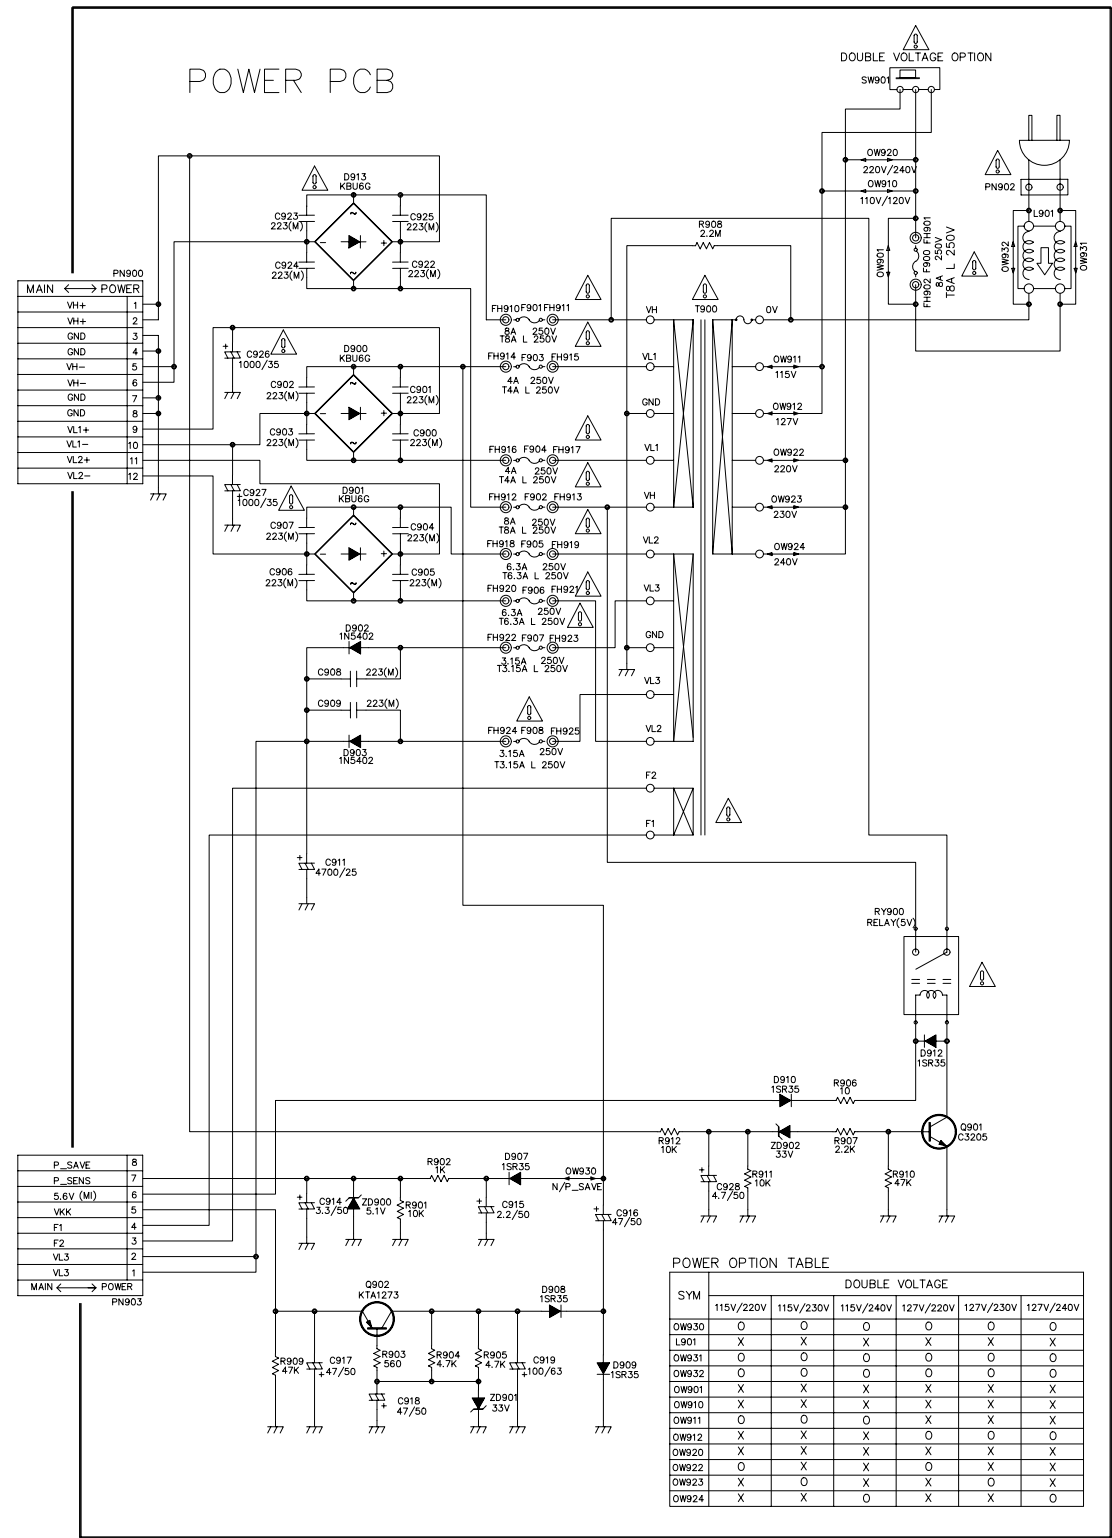 POWER PCB
DOUBLE VOLTAGE OPTION
SW901
OW920
220V/240V
OW910
110V/120V
PN902
L901
OW932
OW931
OW901
FH902 F900 FH901
8A 250V
T8A L 250V
D913
KBU6G
C923
223(M)
C925
223(M)
C924
223(M)
C922
223(M)
R908
2.2M
PN900
MAIN POWER
VH+ 1
VH+ 2
GND 3
GND 4
VH- 5
VH- 6
GND 7
GND 8
VL1+ 9
VL1- 10
VL2+ 11
VL2- 12
C926
1000/35
D900
KBU6G
C902
223(M)
C901
223(M)
C903
223(M)
C900
223(M)
C927
1000/35
D901
KBU6G
C907
223(M)
C904
223(M)
C906
223(M)
C905
223(M)
FH910 F901 FH911
8A 250V
T8A L 250V
FH914 F903 FH915
4A 250V
T4A L 250V
FH916 F904 FH917
4A 250V
T4A L 250V
FH912 F902 FH913
8A 250V
T8A L 250V
FH918 F905 FH919
6.3A 250V
T6.3A L 250V
FH920 F906 FH921
6.3A 250V
T6.3A L 250V
FH922 F907 FH923
3.15A 250V
T3.15A L 250V
FH924 F908 FH925
3.15A 250V
T3.15A L 250V
T900
VH
VL1
GND
VL1
VH
VL2
VL3
GND
VL3
VL2
F2
F1
0V
OW911
115V
OW912
127V
OW922
220V
OW923
230V
OW924
240V
D902
1N5402
C908 223(M)
C909 223(M)
D903
1N5402
C911
4700/25
RY900
RELAY(5V)
D912
1SR35
D910
1SR35
R906
10
R912
10K
ZD902
33V
R907
2.2K
Q901
C3205
C928
4.7/50
R911
10K
R910
47K
P_SAVE 8
P_SENS 7
5.6V (MI) 6
VKK 5
F1 4
F2 3
VL3 2
VL3 1
MAIN POWER
PN903
R902
1K
D907
1SR35
OW930
N/P_SAVE
C914
3.3/50
ZD900
5.1V
R901
10K
C915
2.2/50
C916
47/50
Q902
KTA1273
D908
1SR35
R909
47K
C917
47/50
R903
560
R904
4.7K
R905
4.7K
C919
100/63
D909
1SR35
C918
47/50
ZD901
33V
POWER OPTION TABLE
SYM DOUBLE VOLTAGE
115V/220V 115V/230V 115V/240V 127V/220V 127V/230V 127V/240V
OW930 O O O O O O
L901 X X X X X X
OW931 O O O O O O
OW932 O O O O O O
OW901 X X X X X X
OW910 X X X X X X
OW911 O O O X X X
OW912 X X X O O O
OW920 X X X X X X
OW922 O X X O X X
OW923 X O X X O X
OW924 X X O X X O